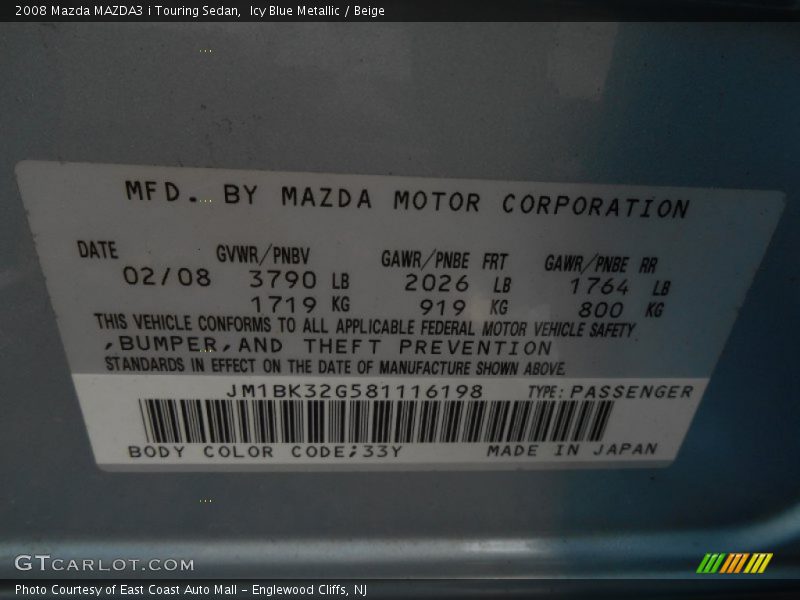 2008 Mazda MAZDA3 i Touring Sedan,  Icy Blue Metallic / Beige
MFD. BY MAZDA MOTOR CORPORATION
DATE GVWR/PNBV GAWR/PNBE FRT GAWR/PNBE RR
02/08 3790 LB 2026 LB 1764 LB
1719 KG 919 KG 800 KG
THIS VEHICLE CONFORMS TO ALL APPLICABLE FEDERAL MOTOR VEHICLE SAFETY
,BUMPER,AND THEFT PREVENTION
STANDARDS IN EFFECT ON THE DATE OF MANUFACTURE SHOWN ABOVE.
JM1BK32G581116198 TYPE: PASSENGER
BODY COLOR CODE;33Y MADE IN JAPAN
GTCARLOT.COM
Photo Courtesy of East Coast Auto Mall - Englewood Cliffs, NJ